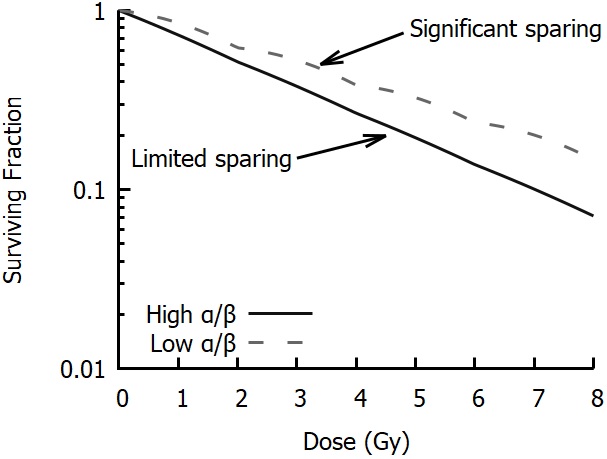 1
Significant sparing
Surviving Fraction
Limited sparing
0.1
High α/β
Low α/β
0.01
0 1 2 3 4 5 6 7 8
Dose (Gy)